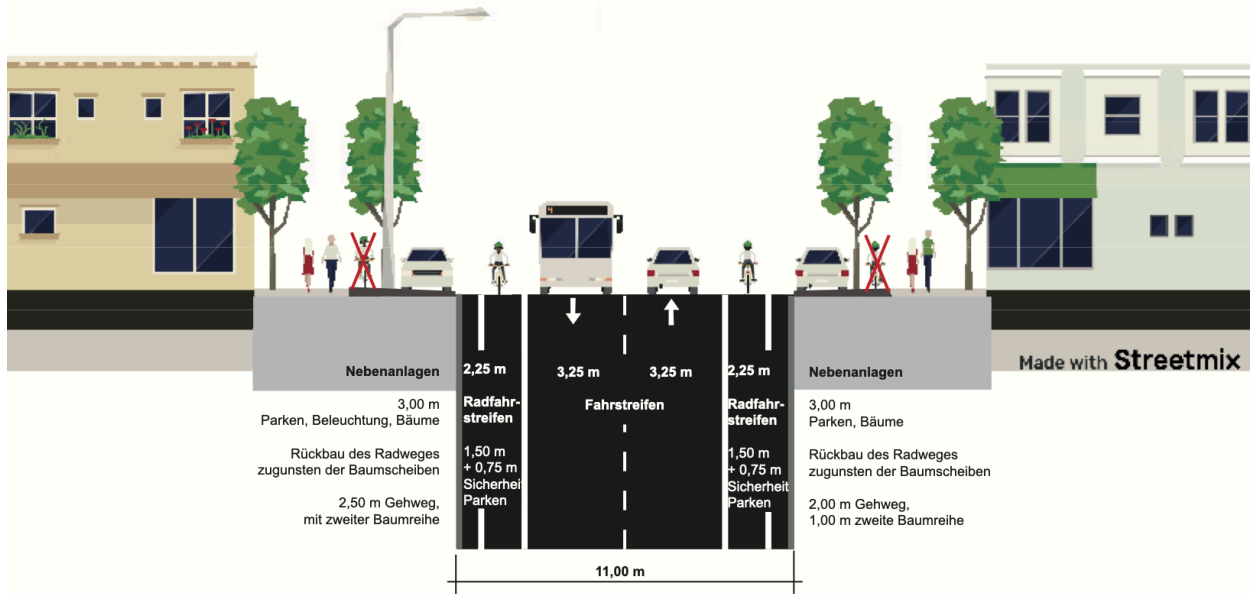 4
Made with Streetmix
Nebenanlagen
3,00 m
Parken, Beleuchtung, Bäume
Rückbau des Radweges
zugunsten der Baumscheiben
2,50 m Gehweg,
mit zweiter Baumreihe
2,25 m
Radfahr-
streifen
1,50 m
+ 0,75 m
Sicherheit
Parken
3,25 m
3,25 m
Fahrstreifen
2,25 m
Radfahr-
streifen
1,50 m
+ 0,75 m
Sicherheit
Parken
Nebenanlagen
3,00 m
Parken, Bäume
Rückbau des Radweges
zugunsten der Baumscheiben
2,00 m Gehweg,
1,00 m zweite Baumreihe
11,00 m